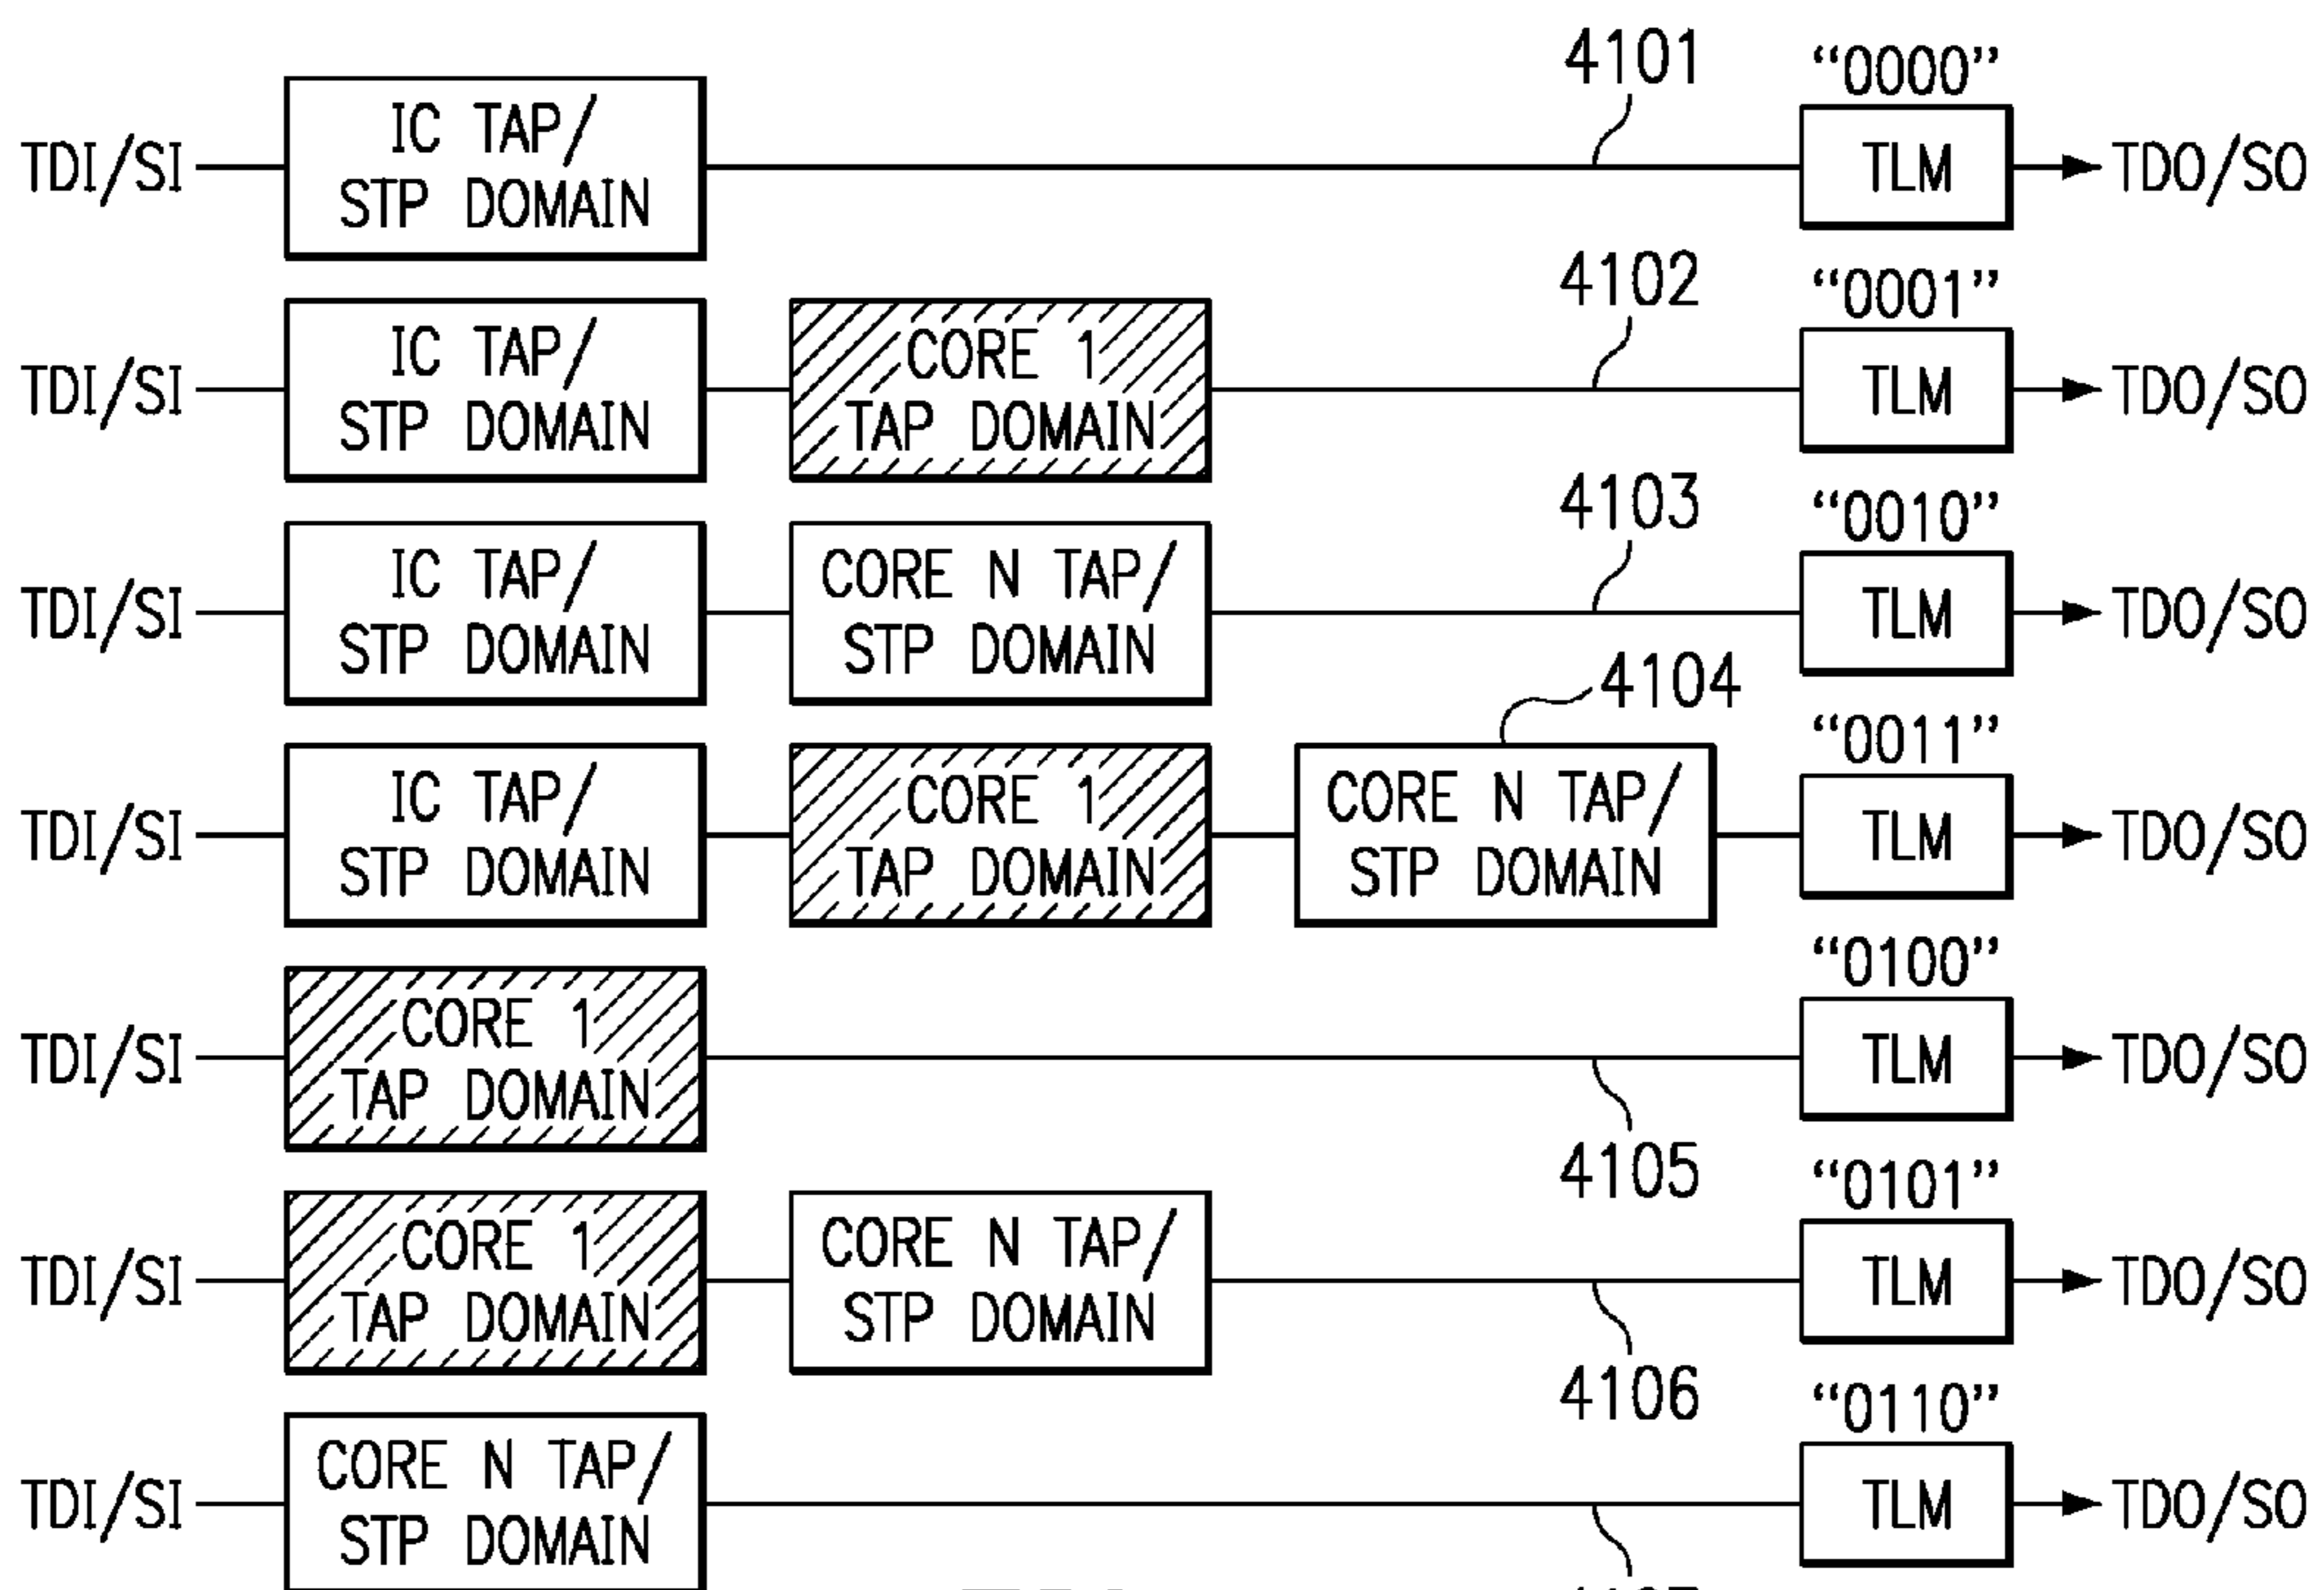 4101 "0000"
TDI/SI IC TAP/ STP DOMAIN TLM TDO/SO
4102 "0001"
TDI/SI IC TAP/ STP DOMAIN CORE 1 TAP DOMAIN TLM TDO/SO
4103 "0010"
TDI/SI IC TAP/ STP DOMAIN CORE N TAP/ STP DOMAIN TLM TDO/SO
4104 "0011"
TDI/SI IC TAP/ STP DOMAIN CORE 1 TAP DOMAIN CORE N TAP/ STP DOMAIN TLM TDO/SO
"0100"
TDI/SI CORE 1 TAP DOMAIN TLM TDO/SO
4105 "0101"
TDI/SI CORE 1 TAP DOMAIN CORE N TAP/ STP DOMAIN TLM TDO/SO
4106 "0110"
TDI/SI CORE N TAP/ STP DOMAIN TLM TDO/SO